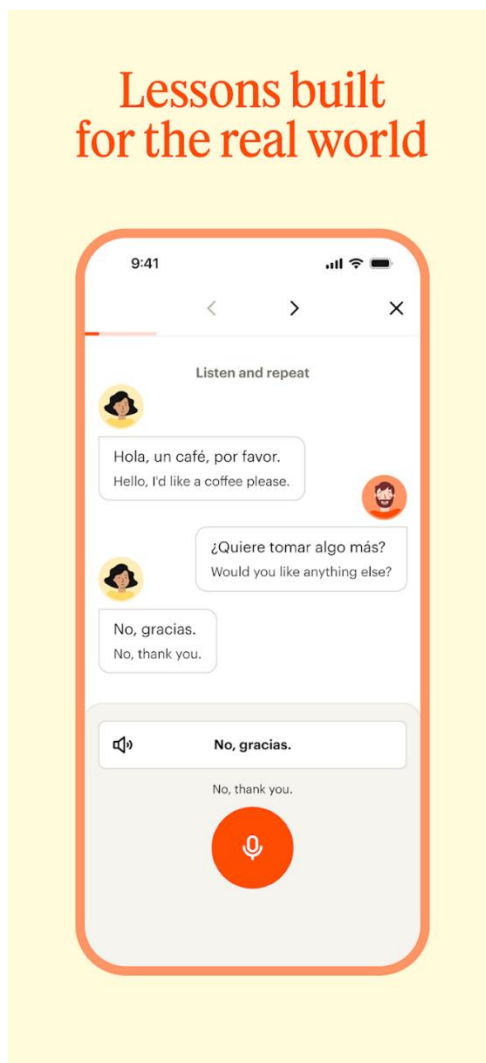 Lessons built
for the real world
9:41
Listen and repeat
Hola, un café, por favor.
Hello, I'd like a coffee please.
¿Quiere tomar algo más?
Would you like anything else?
No, gracias.
No, thank you.
No, gracias.
No, thank you.